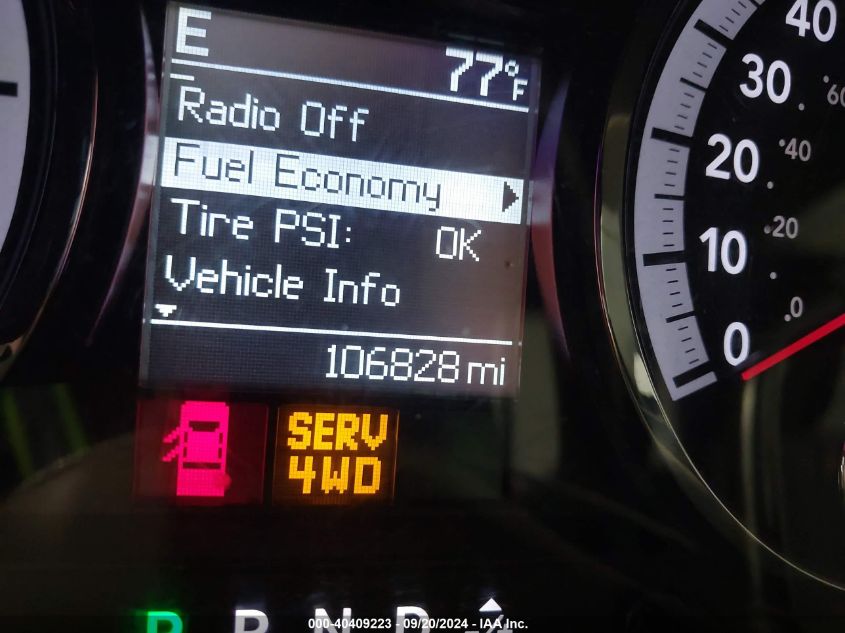 E
77°F
Radio Off
Fuel Economy
Tire PSI: OK
Vehicle Info
106828 mi
SERV
4WD
40
30
20
10
0
60
40
20
0
P R N D
000-40409223 - 09/20/2024 - IAA Inc.